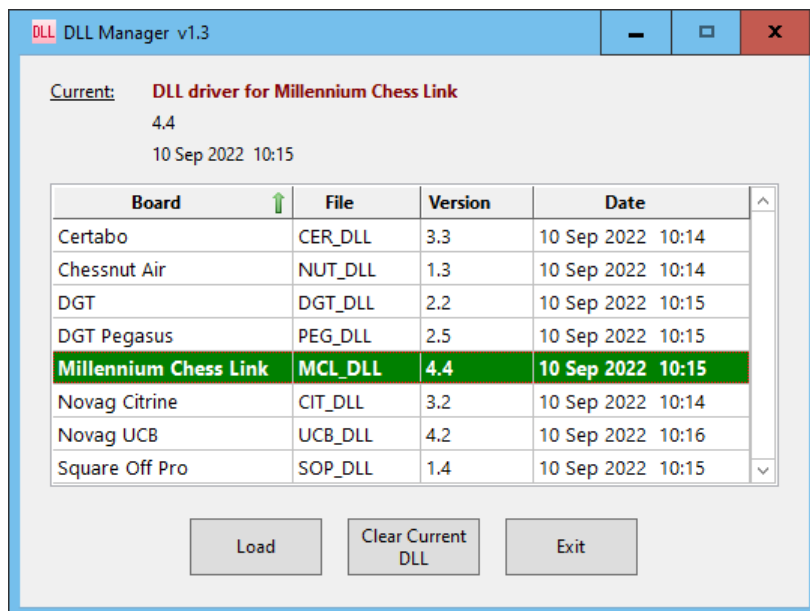 DLL DLL Manager v1.3
Current: DLL driver for Millennium Chess Link
4.4
10 Sep 2022 10:15
Board File Version Date
Certabo CER_DLL 3.3 10 Sep 2022 10:14
Chessnut Air NUT_DLL 1.3 10 Sep 2022 10:14
DGT DGT_DLL 2.2 10 Sep 2022 10:15
DGT Pegasus PEG_DLL 2.5 10 Sep 2022 10:15
Millennium Chess Link MCL_DLL 4.4 10 Sep 2022 10:15
Novag Citrine CIT_DLL 3.2 10 Sep 2022 10:14
Novag UCB UCB_DLL 4.2 10 Sep 2022 10:16
Square Off Pro SOP_DLL 1.4 10 Sep 2022 10:15
Load
Clear Current
DLL
Exit